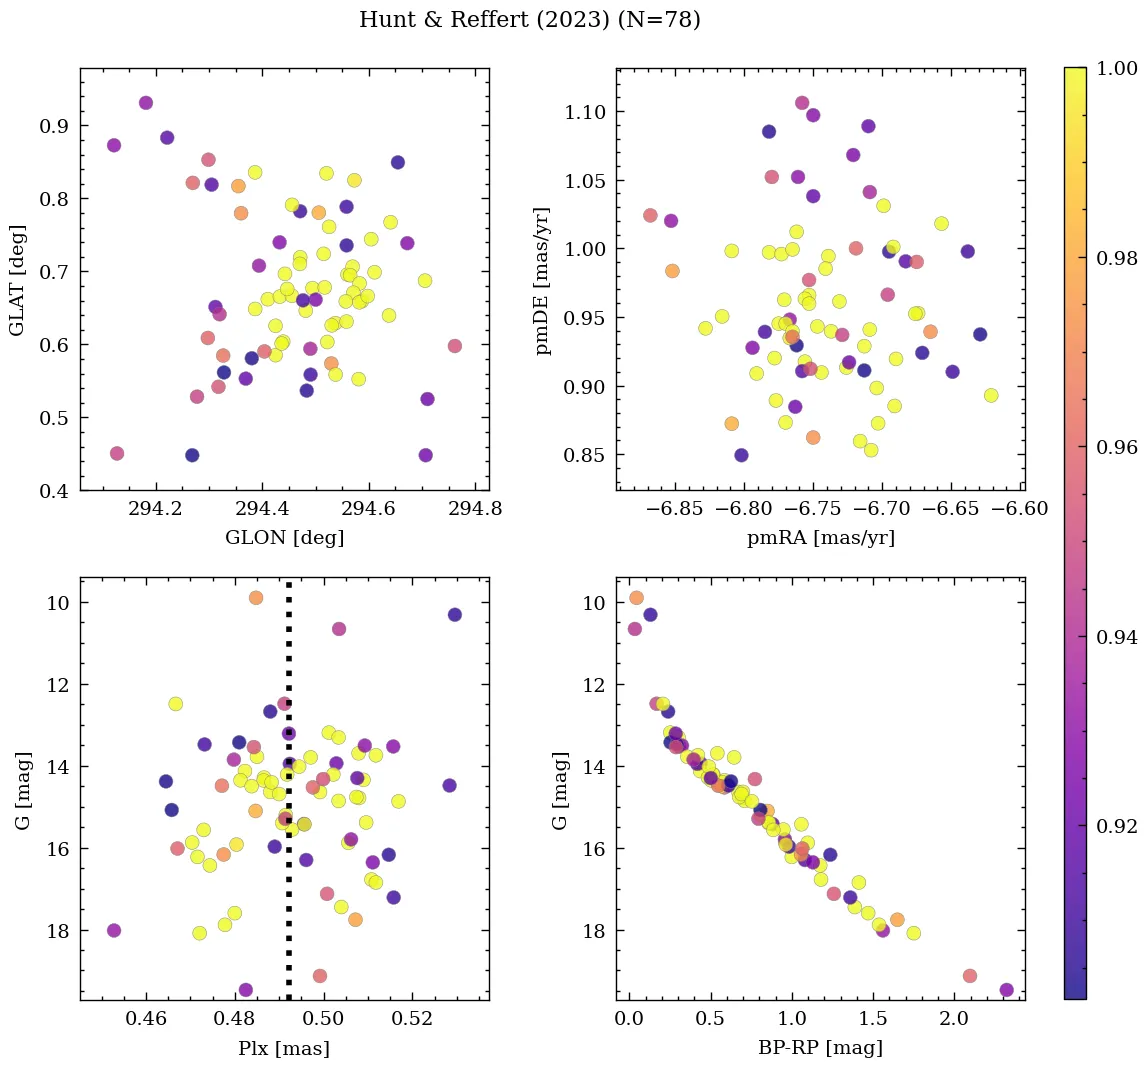 Hunt & Reffert (2023) (N=78)
0.9
0.8
0.7
0.6
0.5
0.4
GLAT [deg]
294.2 294.4 294.6 294.8
GLON [deg]
1.10
1.05
1.00
0.95
0.90
0.85
pmDE [mas/yr]
−6.85 −6.80 −6.75 −6.70 −6.65 −6.60
pmRA [mas/yr]
10
12
14
16
18
G [mag]
0.46 0.48 0.50 0.52
Plx [mas]
10
12
14
16
18
G [mag]
0.0 0.5 1.0 1.5 2.0
BP-RP [mag]
1.00
0.98
0.96
0.94
0.92